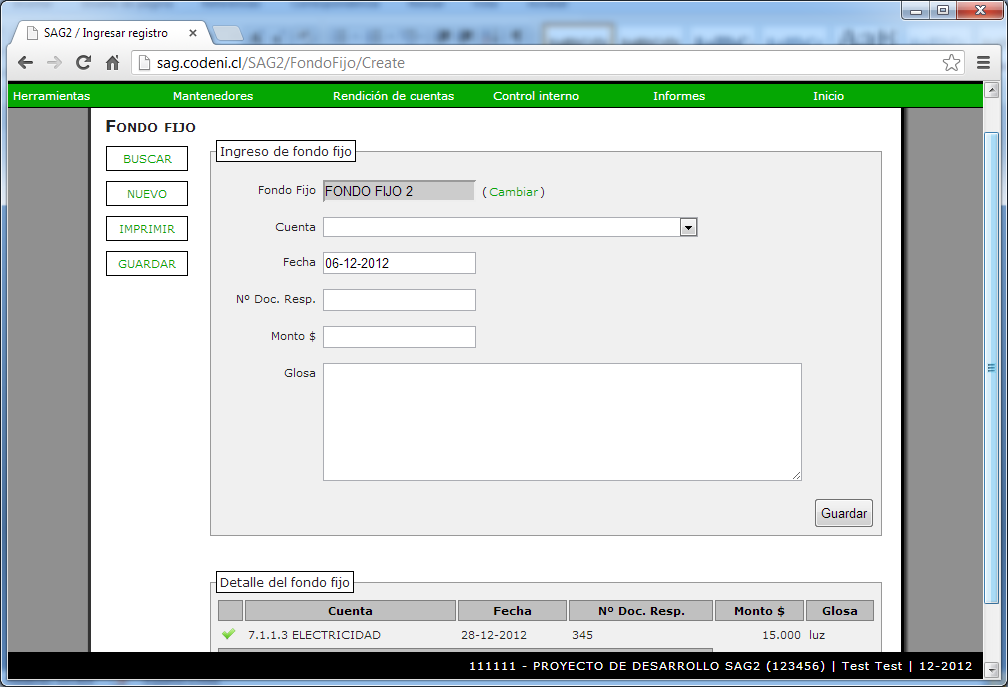 SAG2 / Ingresar registro
sag.codeni.cl/SAG2/FondoFijo/Create
Herramientas Mantenedores Rendición de cuentas Control interno Informes Inicio
FONDO FIJO
BUSCAR
NUEVO
IMPRIMIR
GUARDAR
Ingreso de fondo fijo
Fondo Fijo FONDO FIJO 2 (Cambiar)
Cuenta
Fecha 06-12-2012
Nº Doc. Resp.
Monto $
Glosa
Guardar
Detalle del fondo fijo
Cuenta Fecha Nº Doc. Resp. Monto $ Glosa
7.1.1.3 ELECTRICIDAD 28-12-2012 345 15.000 luz
111111 - PROYECTO DE DESARROLLO SAG2 (123456) | Test Test | 12-2012